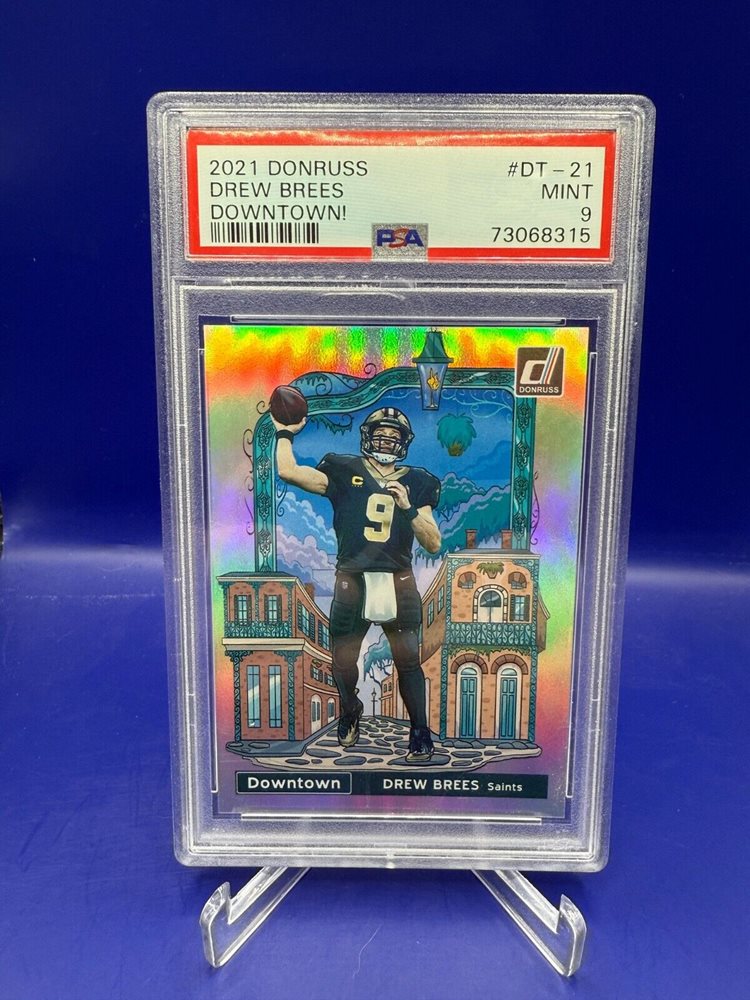 2021 DONRUSS #DT-21
DREW BREES MINT
DOWNTOWN! 9
PSA 73068315
DONRUSS
C
9
Downtown DREW BREES Saints